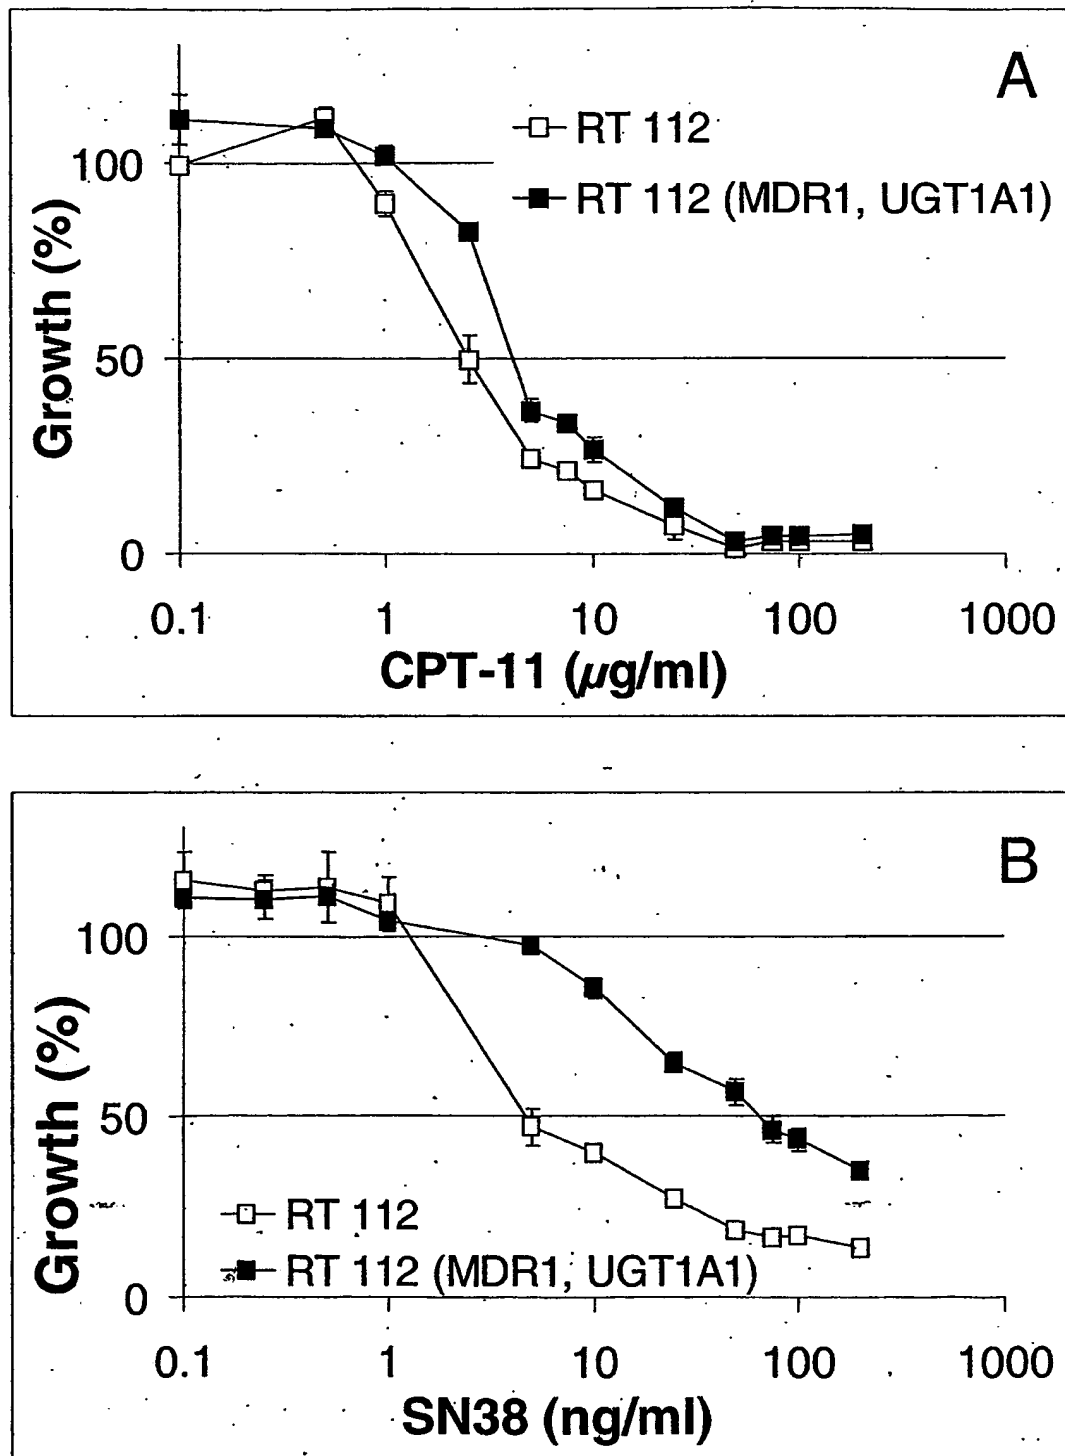 A
RT 112
RT 112 (MDR1, UGT1A1)
Growth (%)
100
50
0
0.1 1 10 100 1000
CPT-11 (µg/ml)
B
Growth (%)
100
50
0
RT 112
RT 112 (MDR1, UGT1A1)
0.1 1 10 100 1000
SN38 (ng/ml)